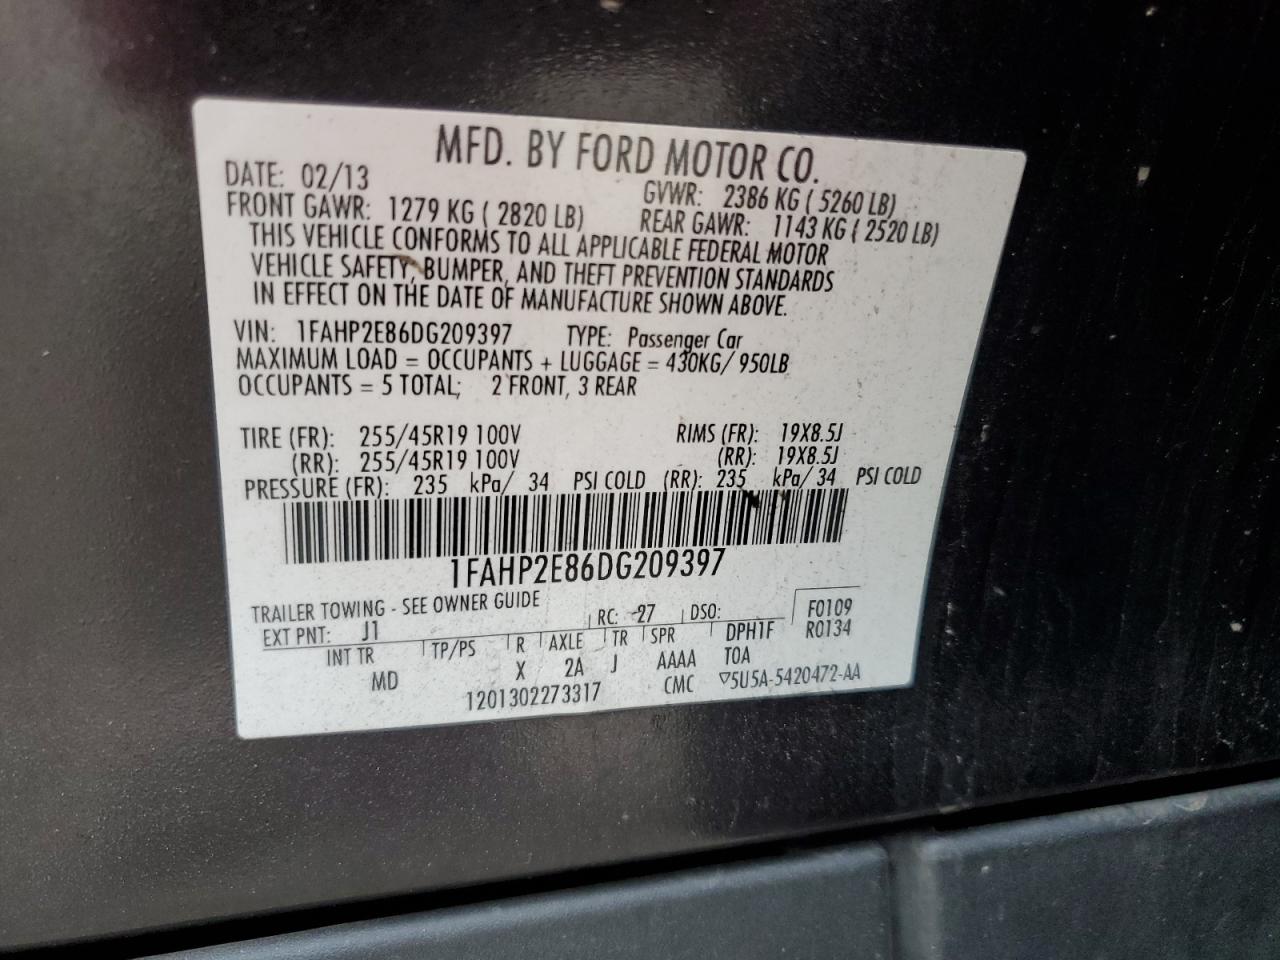 MFD. BY FORD MOTOR CO.
DATE: 02/13 GVWR: 2386 KG ( 5260 LB)
FRONT GAWR: 1279 KG ( 2820 LB) REAR GAWR: 1143 KG ( 2520 LB)
THIS VEHICLE CONFORMS TO ALL APPLICABLE FEDERAL MOTOR
VEHICLE SAFETY, BUMPER, AND THEFT PREVENTION STANDARDS
IN EFFECT ON THE DATE OF MANUFACTURE SHOWN ABOVE.
VIN: 1FAHP2E86DG209397 TYPE: Passenger Car
MAXIMUM LOAD = OCCUPANTS + LUGGAGE = 430KG/ 950LB
OCCUPANTS = 5 TOTAL; 2 FRONT, 3 REAR
TIRE (FR): 255/45R19 100V RIMS (FR): 19X8.5J
(RR): 255/45R19 100V (RR): 19X8.5J
PRESSURE (FR): 235 kPa/ 34 PSI COLD (RR): 235 kPa/ 34 PSI COLD
1FAHP2E86DG209397
TRAILER TOWING - SEE OWNER GUIDE
EXT PNT: J1 RC: 27 DSO: F0109
INT TR TP/PS R AXLE TR SPR DPH1F R0134
MD X 2A J AAAA TOA
1201302273317 CMC ▽5U5A-5420472-AA